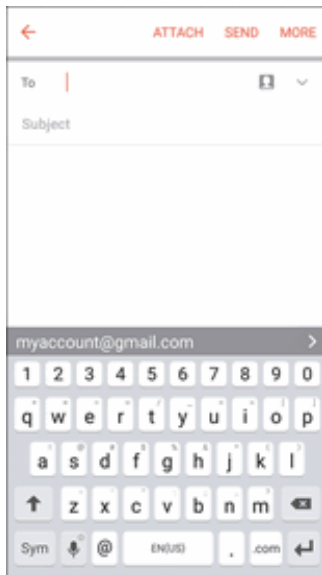 ATTACH SEND MORE
To
Subject
myaccount@gmail.com
1 2 3 4 5 6 7 8 9 0
q w e r t y u i o p
a s d f g h j k l
z x c v b n m
Sym @ EN(US) , .com